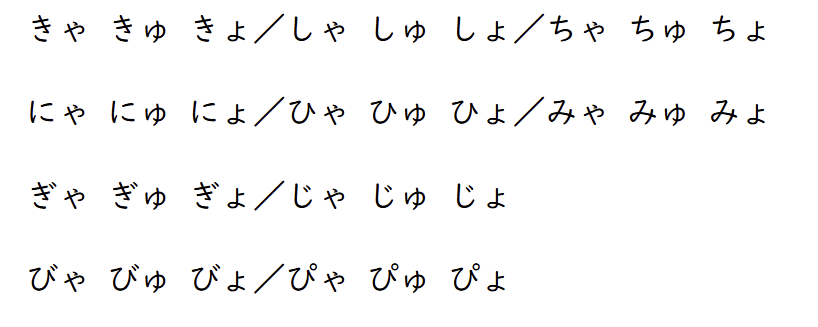 きゃ きゅ きょ／しゃ しゅ しょ／ちゃ ちゅ ちょ
にゃ にゅ にょ／ひゃ ひゅ ひょ／みゃ みゅ みょ
ぎゃ ぎゅ ぎょ／じゃ じゅ じょ
びゃ びゅ びょ／ぴゃ ぴゅ ぴょ